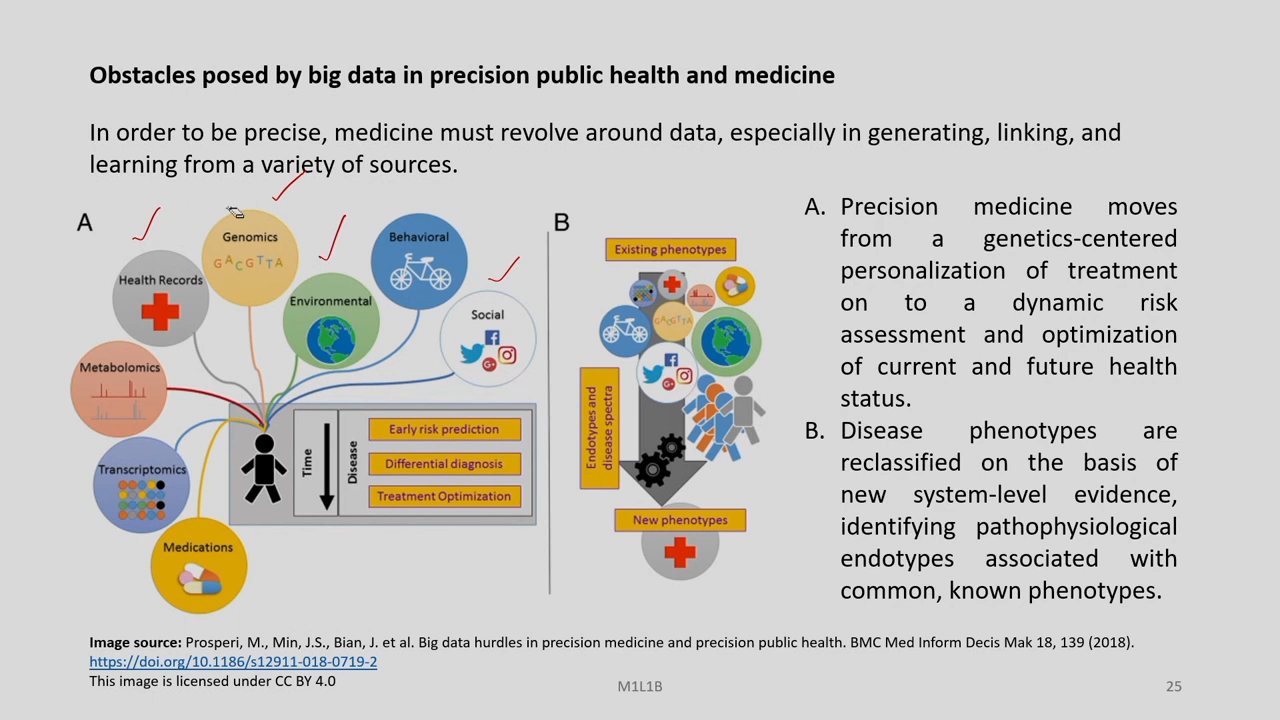 Obstacles posed by big data in precision public health and medicine
In order to be precise, medicine must revolve around data, especially in generating, linking, and
learning from a variety of sources.
A
Genomics
GACGTTA
Behavioral
Health Records
Environmental
Social
Metabolomics
Transcriptomics
Medications
Time
Disease
Early risk prediction
Differential diagnosis
Treatment Optimization
B
Existing phenotypes
GACGTTA
Endotypes and
disease spectra
New phenotypes
A. Precision medicine moves
from a genetics-centered
personalization of treatment
on to a dynamic risk
assessment and optimization
of current and future health
status.
B. Disease phenotypes are
reclassified on the basis of
new system-level evidence,
identifying pathophysiological
endotypes associated with
common, known phenotypes.
Image source: Prosperi, M., Min, J.S., Bian, J. et al. Big data hurdles in precision medicine and precision public health. BMC Med Inform Decis Mak 18, 139 (2018).
https://doi.org/10.1186/s12911-018-0719-2
This image is licensed under CC BY 4.0
M1L1B
25